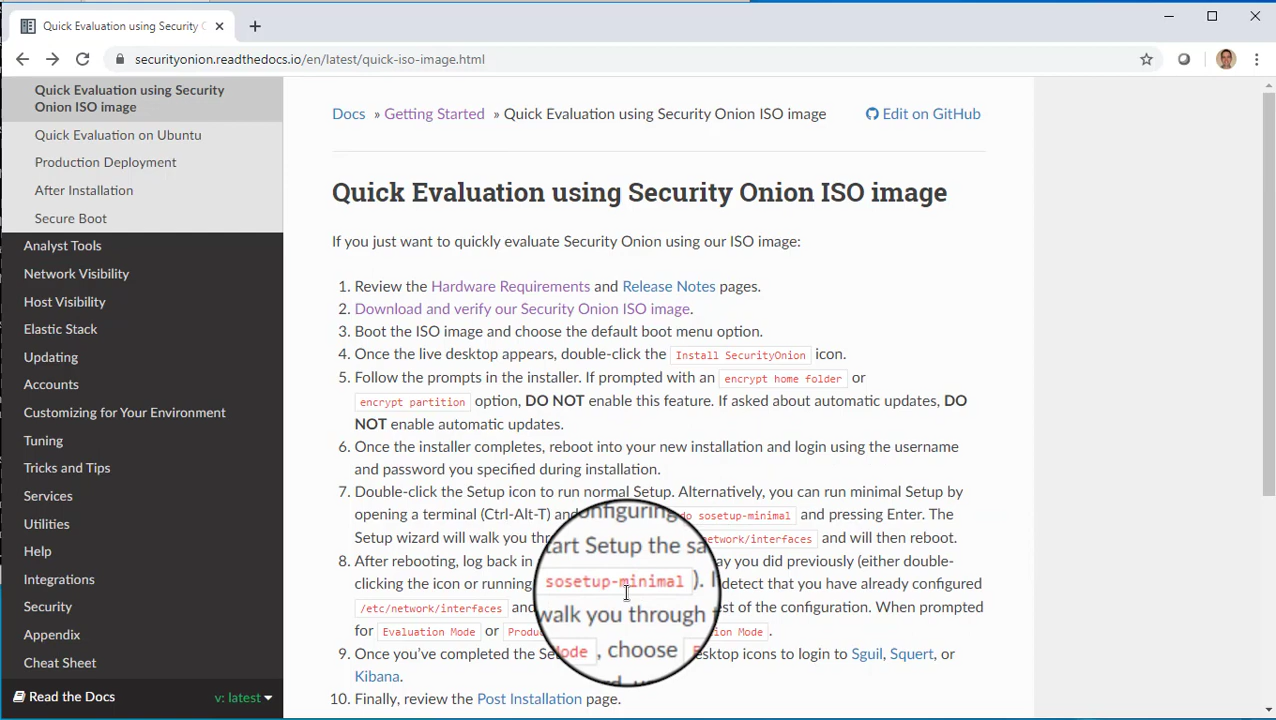 Quick Evaluation using Security O
securityonion.readthedocs.io/en/latest/quick-iso-image.html
Quick Evaluation using Security
Onion ISO image
Quick Evaluation on Ubuntu
Production Deployment
After Installation
Secure Boot
Analyst Tools
Network Visibility
Host Visibility
Elastic Stack
Updating
Accounts
Customizing for Your Environment
Tuning
Tricks and Tips
Services
Utilities
Help
Integrations
Security
Appendix
Cheat Sheet
Read the Docs v: latest
Docs » Getting Started » Quick Evaluation using Security Onion ISO image Edit on GitHub
Quick Evaluation using Security Onion ISO image
If you just want to quickly evaluate Security Onion using our ISO image:
1. Review the Hardware Requirements and Release Notes pages.
2. Download and verify our Security Onion ISO image.
3. Boot the ISO image and choose the default boot menu option.
4. Once the live desktop appears, double-click the Install SecurityOnion icon.
5. Follow the prompts in the installer. If prompted with an encrypt home folder or
encrypt partition option, DO NOT enable this feature. If asked about automatic updates, DO
NOT enable automatic updates.
6. Once the installer completes, reboot into your new installation and login using the username
and password you specified during installation.
7. Double-click the Setup icon to run normal Setup. Alternatively, you can run minimal Setup by
opening a terminal (Ctrl-Alt-T) and configuring do sosetup-minimal and pressing Enter. The
Setup wizard will walk you thr network/interfaces and will then reboot.
art Setup the sa
8. After rebooting, log back in ay you did previously (either double-
clicking the icon or running sosetup-minimal ). I detect that you have already configured
/etc/network/interfaces and walk you through st of the configuration. When prompted
for Evaluation Mode or Produ ode , choose tion Mode .
9. Once you've completed the Se sktop icons to login to Sguil, Squert, or
Kibana.
10. Finally, review the Post Installation page.